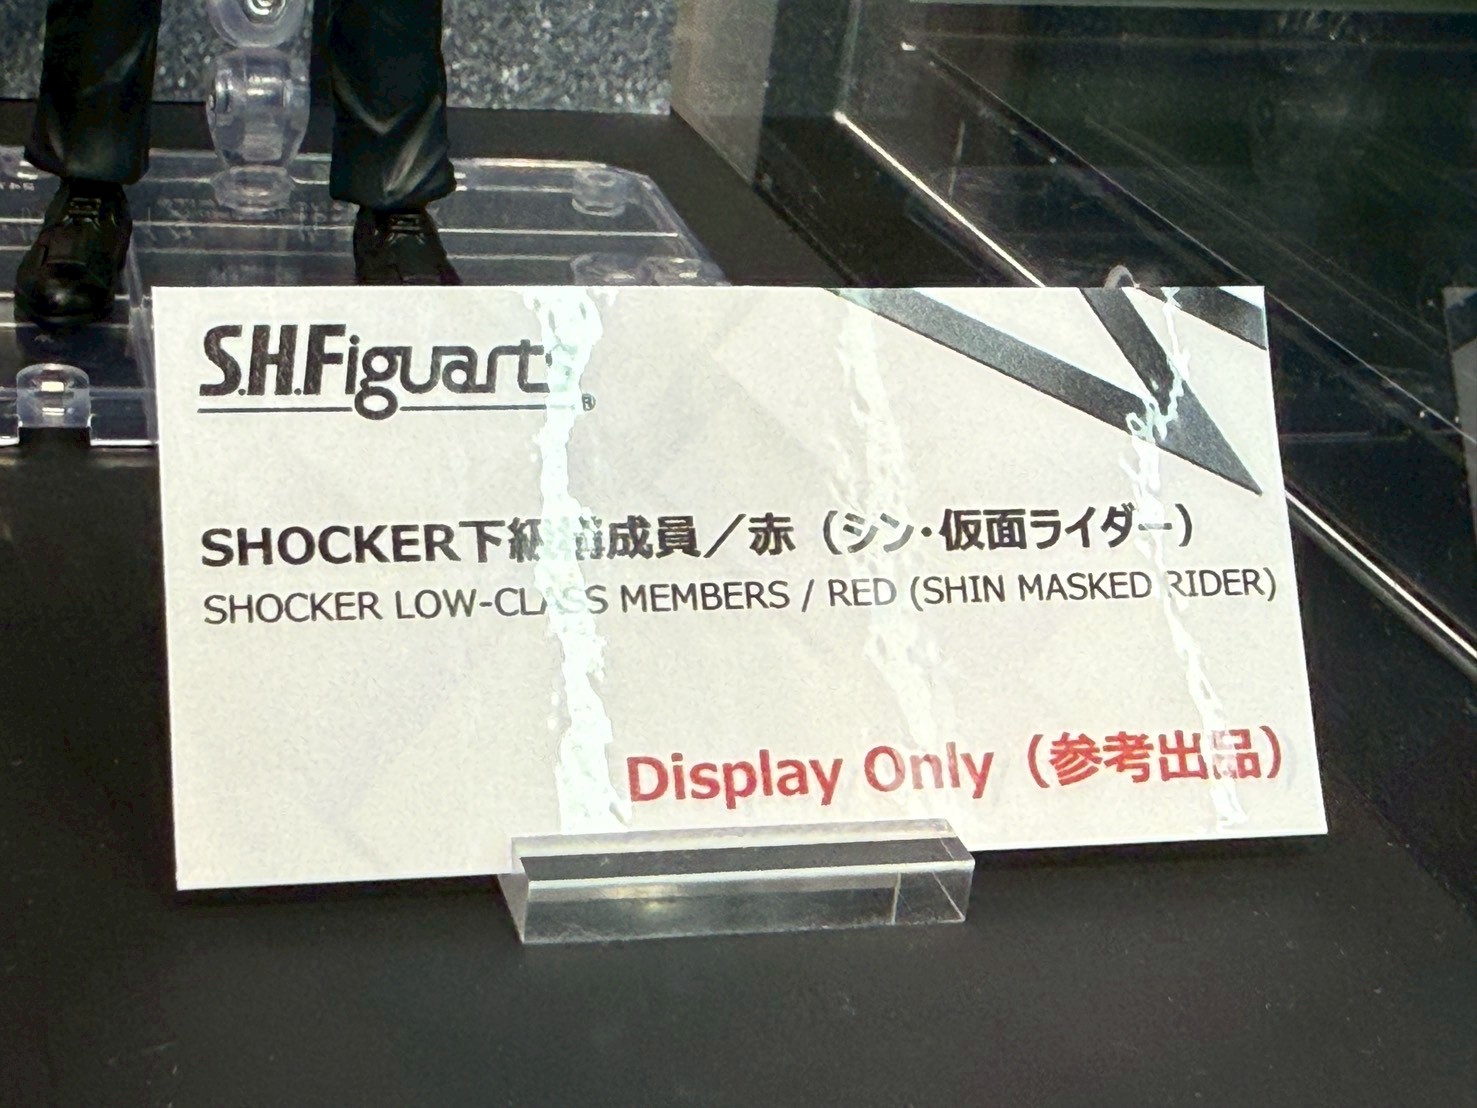 S.H.Figuarts®
SHOCKER下級構成員／赤（シン・仮面ライダー）
SHOCKER LOW-CLASS MEMBERS / RED (SHIN MASKED RIDER)
Display Only（参考出品）